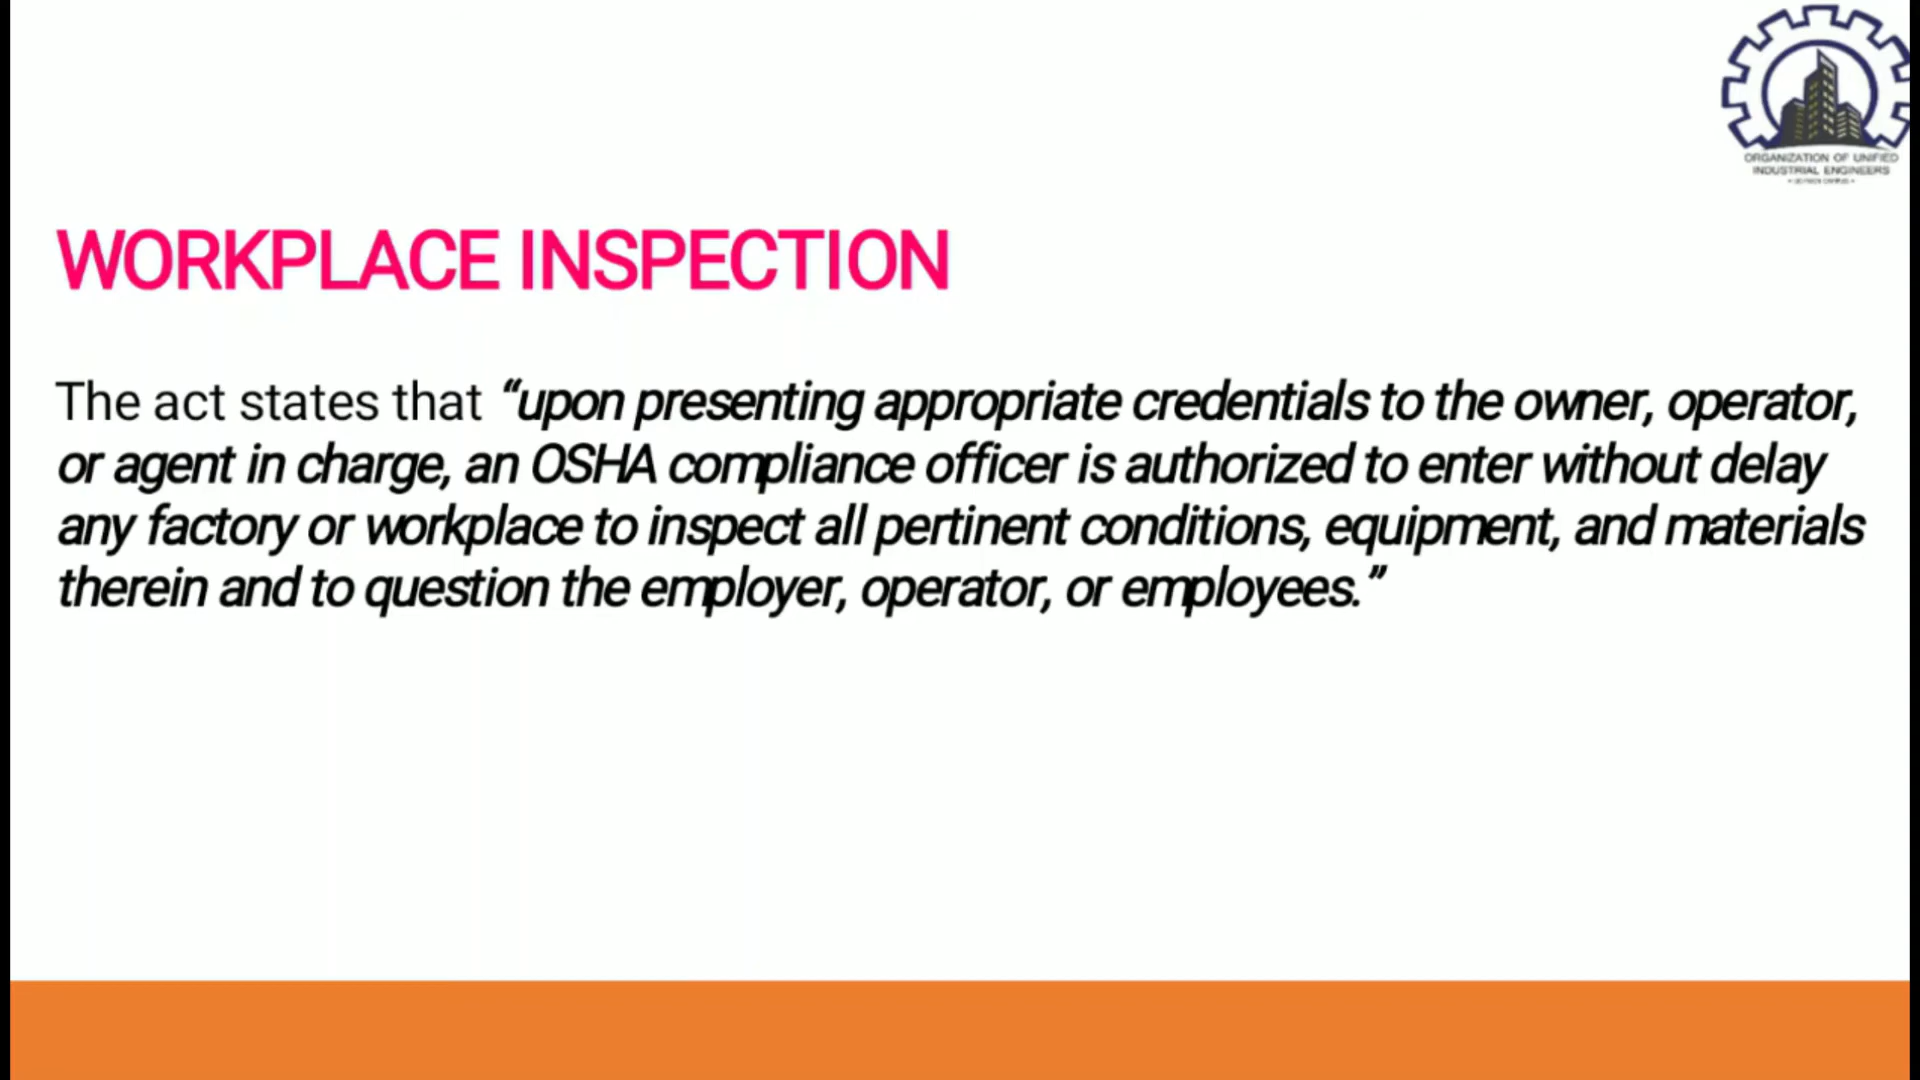 ORGANIZATION OF UNIFIED
INDUSTRIAL ENGINEERS
WORKPLACE INSPECTION
The act states that “upon presenting appropriate credentials to the owner, operator,
or agent in charge, an OSHA compliance officer is authorized to enter without delay
any factory or workplace to inspect all pertinent conditions, equipment, and materials
therein and to question the employer, operator, or employees.”